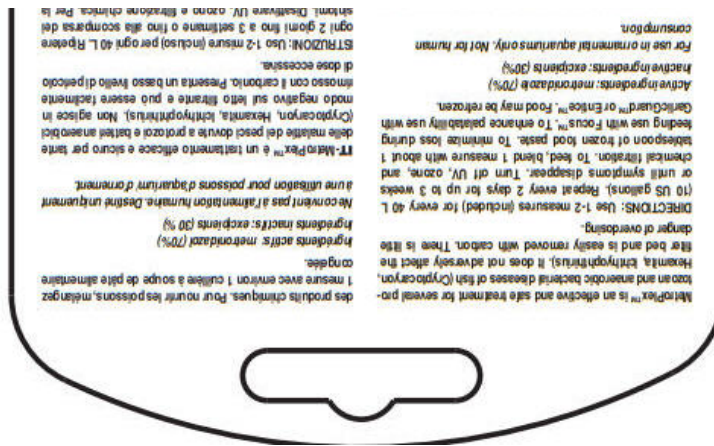 MetroPlex™ is an effective and safe treatment for several pro-
tozoan and anaerobic bacterial diseases of fish (Cryptocaryon,
Hexamita, Ichthyophthirius). It does not adversely affect the
filter bed and is easily removed with carbon. There is little
danger of overdosing.
DIRECTIONS: Use 1-2 measures (included) for every 40 L
(10 US gallons). Repeat every 2 days for up to 3 weeks
or until symptoms disappear. Turn off UV, ozone, and
chemical filtration. To feed, blend 1 measure with about 1
tablespoon of frozen food paste. To minimize loss during
feeding use with Focus™. To enhance palatability use with
GarlicGuard™ or Entice™. Food may be refrozen.
Active ingredients: metronidazole (70%)
Inactive ingredients: excipients (30%)
For use in ornamental aquariums only. Not for human
consumption.
des produits chimiques. Pour nourir les poissons, mélangez
1 mesure avec environ 1 cuillère à soupe de pâte alimentaire
congélee.
Ingrédients actifs: metronidazol (70%)
Ingrédients inactifs: excipients (30 %)
Ne convient pas à l'alimentation humaine. Destiné uniquement
à une utilisation pour poissons d'aquarium d'ornement.
IT-MetroPlex™ è un trattamento efficace e sicuro per tante
delle malattie dei pesci dovute a protozoi e batteri anaerobici
(Cryptocaryon, Hexamita, Ichthyophthirius). Non agisce in
modo negativo sul letto filtrante e può essere facilmente
rimosso con il carbonio. Presenta un basso livello di pericolo
di dose eccessiva.
ISTRUZIONI: Uso 1-2 misure (incluso) per ogni 40 L. Ripetere
ogni 2 giorni fino a 3 settimane o fino alla scomparsa dei
sintomi. Disattivare UV, ozono e filtrazione chimica. Per la